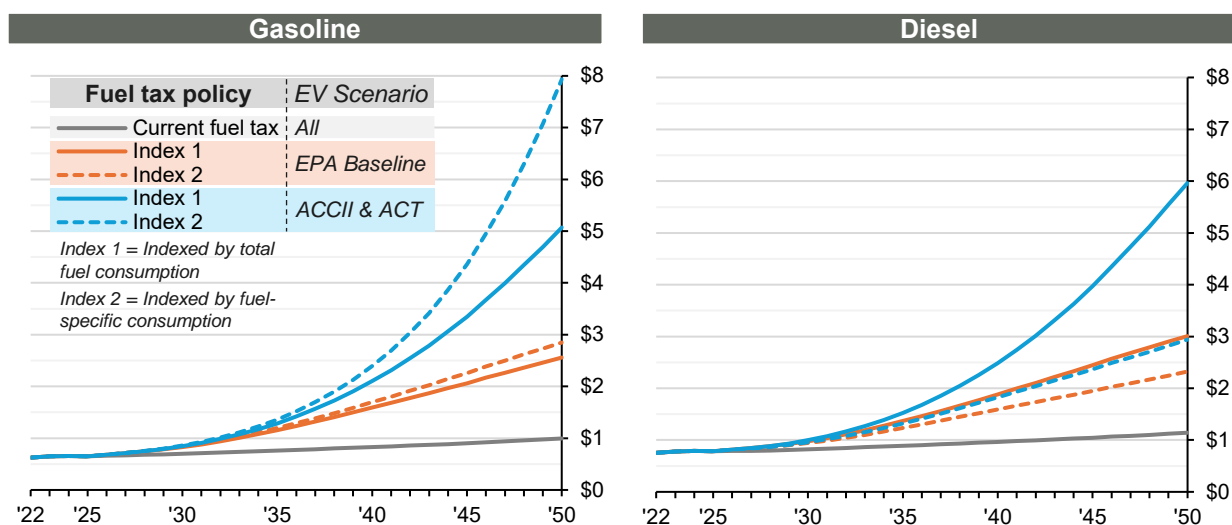 Gasoline
Diesel
Fuel tax policy EV Scenario
Current fuel tax All
Index 1
Index 2
EPA Baseline
Index 1
Index 2
ACCII & ACT
Index 1 = Indexed by total
fuel consumption
Index 2 = Indexed by fuel-
specific consumption
$8
$7
$6
$5
$4
$3
$2
$1
$0
'22 '25 '30 '35 '40 '45 '50
$8
$7
$6
$5
$4
$3
$2
$1
$0
'22 '25 '30 '35 '40 '45 '50